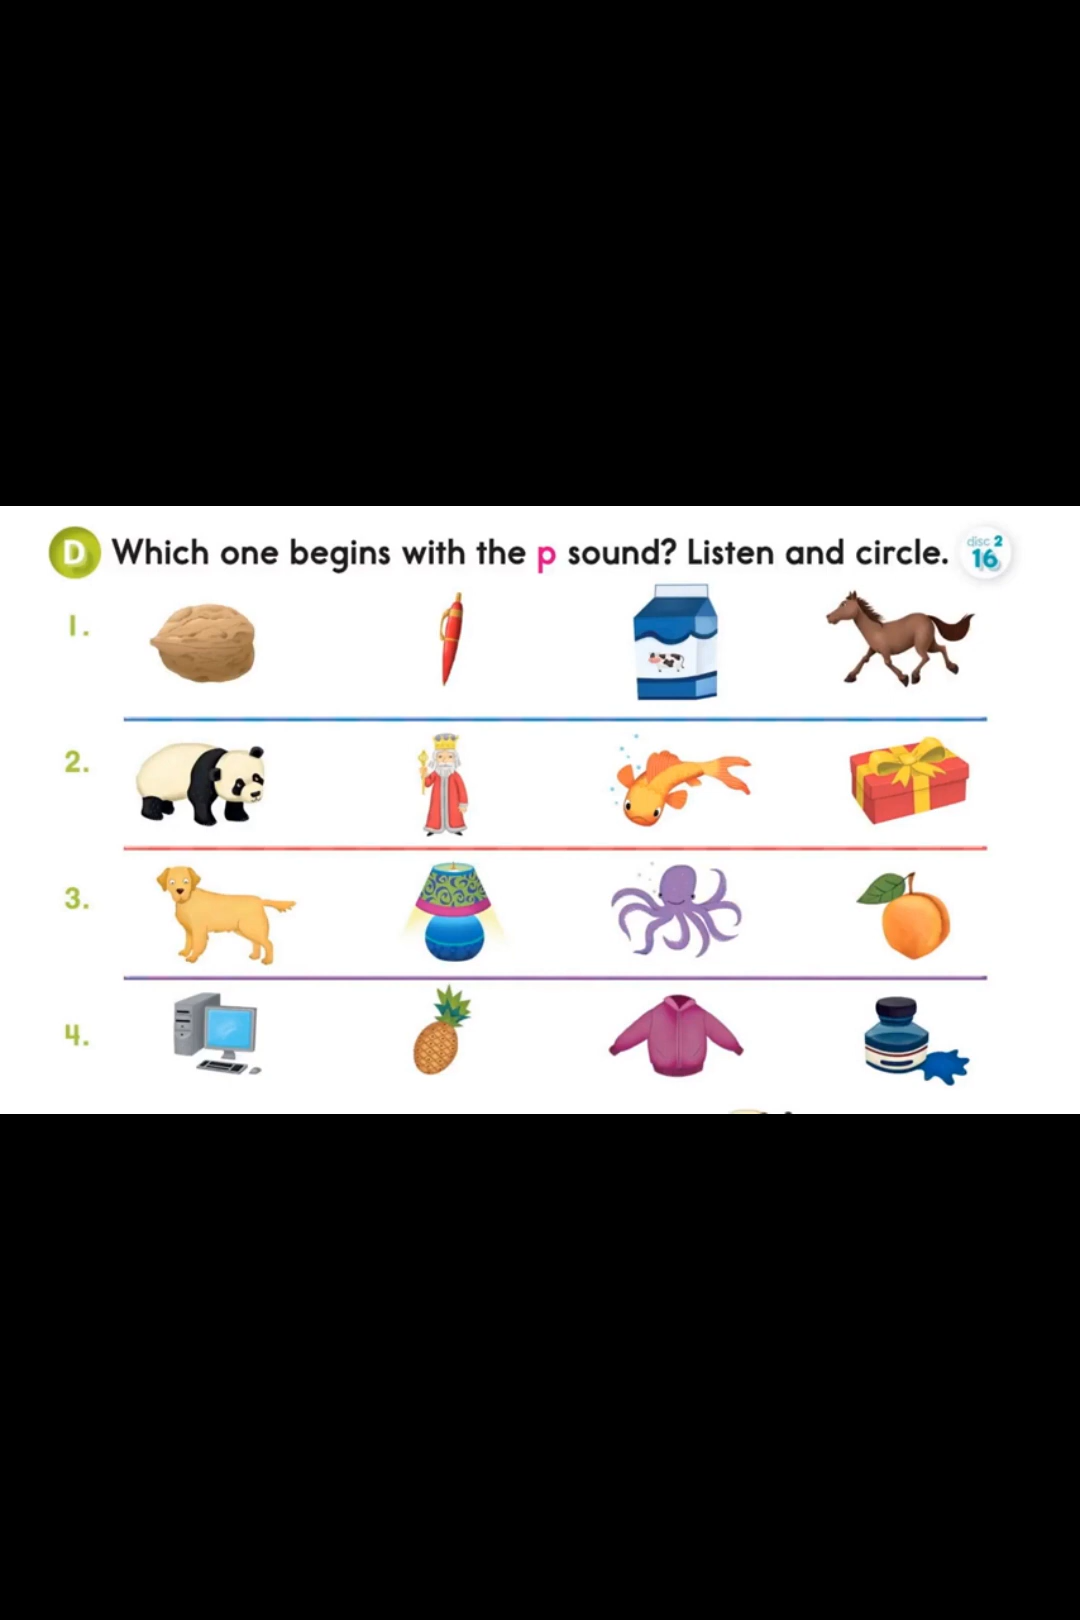 D Which one begins with the p sound? Listen and circle. disc 2 16
1.
2.
3.
4.